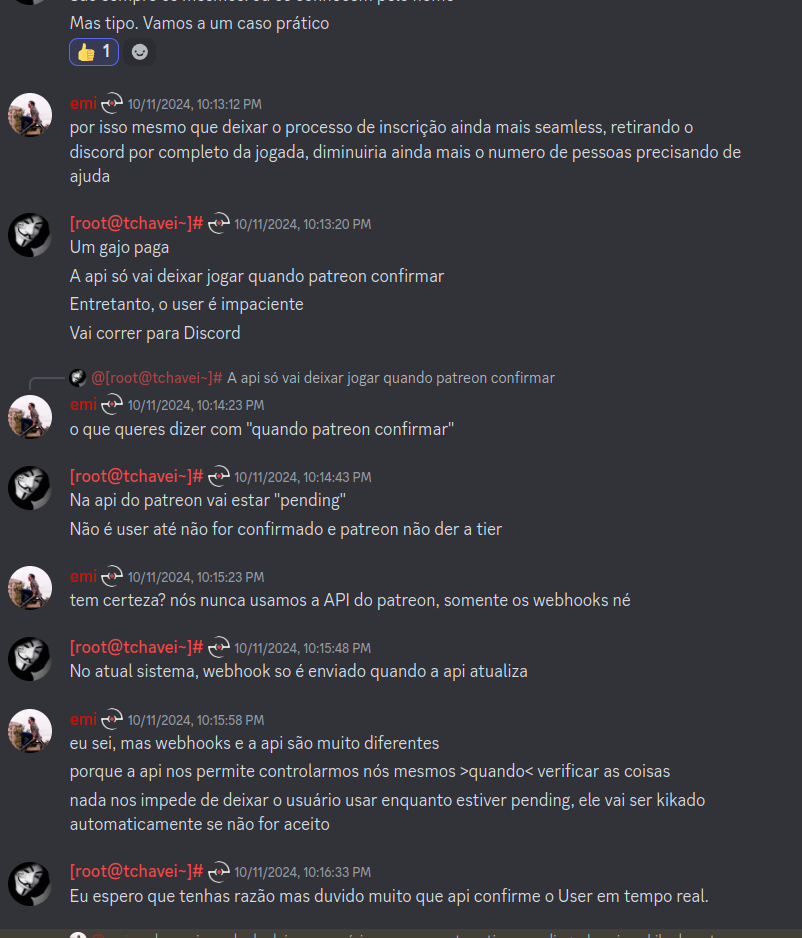 Mas tipo. Vamos a um caso prático
👍 1
emi 10/11/2024, 10:13:12 PM
por isso mesmo que deixar o processo de inscrição ainda mais seamless, retirando o
discord por completo da jogada, diminuiria ainda mais o numero de pessoas precisando de
ajuda
[root@tchavei~]# 10/11/2024, 10:13:20 PM
Um gajo paga
A api só vai deixar jogar quando patreon confirmar
Entretanto, o user é impaciente
Vai correr para Discord
@[root@tchavei~]# A api só vai deixar jogar quando patreon confirmar
emi 10/11/2024, 10:14:23 PM
o que queres dizer com "quando patreon confirmar"
[root@tchavei~]# 10/11/2024, 10:14:43 PM
Na api do patreon vai estar "pending"
Não é user até não for confirmado e patreon não der a tier
emi 10/11/2024, 10:15:23 PM
tem certeza? nós nunca usamos a API do patreon, somente os webhooks né
[root@tchavei~]# 10/11/2024, 10:15:48 PM
No atual sistema, webhook so é enviado quando a api atualiza
emi 10/11/2024, 10:15:58 PM
eu sei, mas webhooks e a api são muito diferentes
porque a api nos permite controlarmos nós mesmos >quando< verificar as coisas
nada nos impede de deixar o usuário usar enquanto estiver pending, ele vai ser kikado
automaticamente se não for aceito
[root@tchavei~]# 10/11/2024, 10:16:33 PM
Eu espero que tenhas razão mas duvido muito que api confirme o User em tempo real.